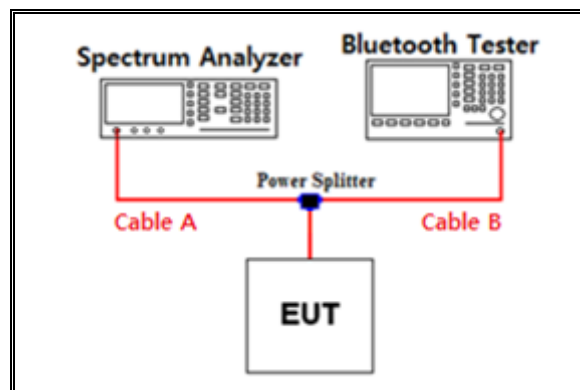 Spectrum Analyzer
Bluetooth Tester
Power Splitter
Cable A
Cable B
EUT